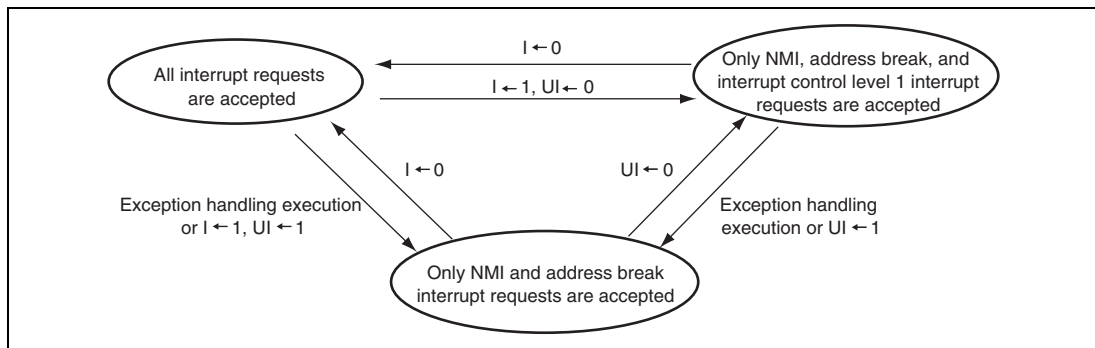 All interrupt requests
are accepted
I ← 0
I ← 1, UI ← 0
Only NMI, address break, and
interrupt control level 1 interrupt
requests are accepted
I ← 0
UI ← 0
Exception handling execution
or I ← 1, UI ← 1
Exception handling
execution or UI ← 1
Only NMI and address break
interrupt requests are accepted